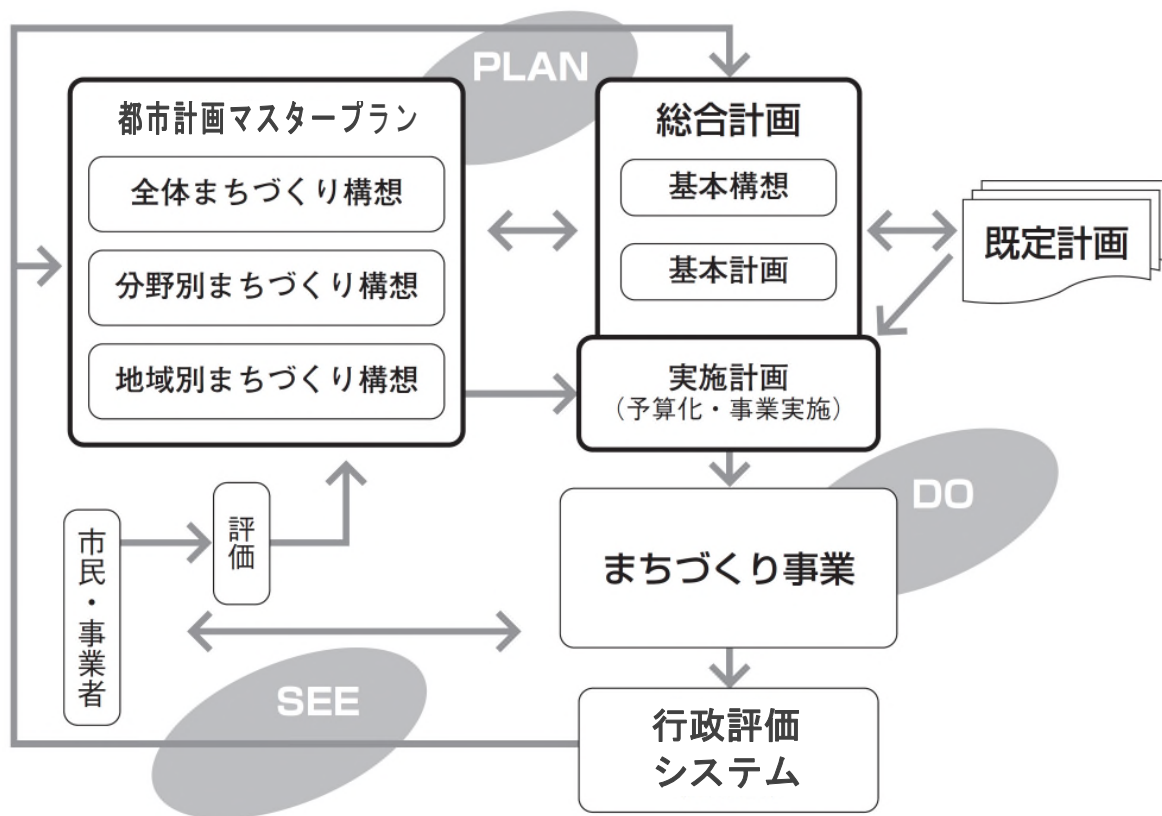 PLAN
都市計画マスタープラン
全体まちづくり構想
分野別まちづくり構想
地域別まちづくり構想
総合計画
基本構想
基本計画
既定計画
実施計画
（予算化・事業実施）
DO
市民・事業者
評価
まちづくり事業
SEE
行政評価
システム